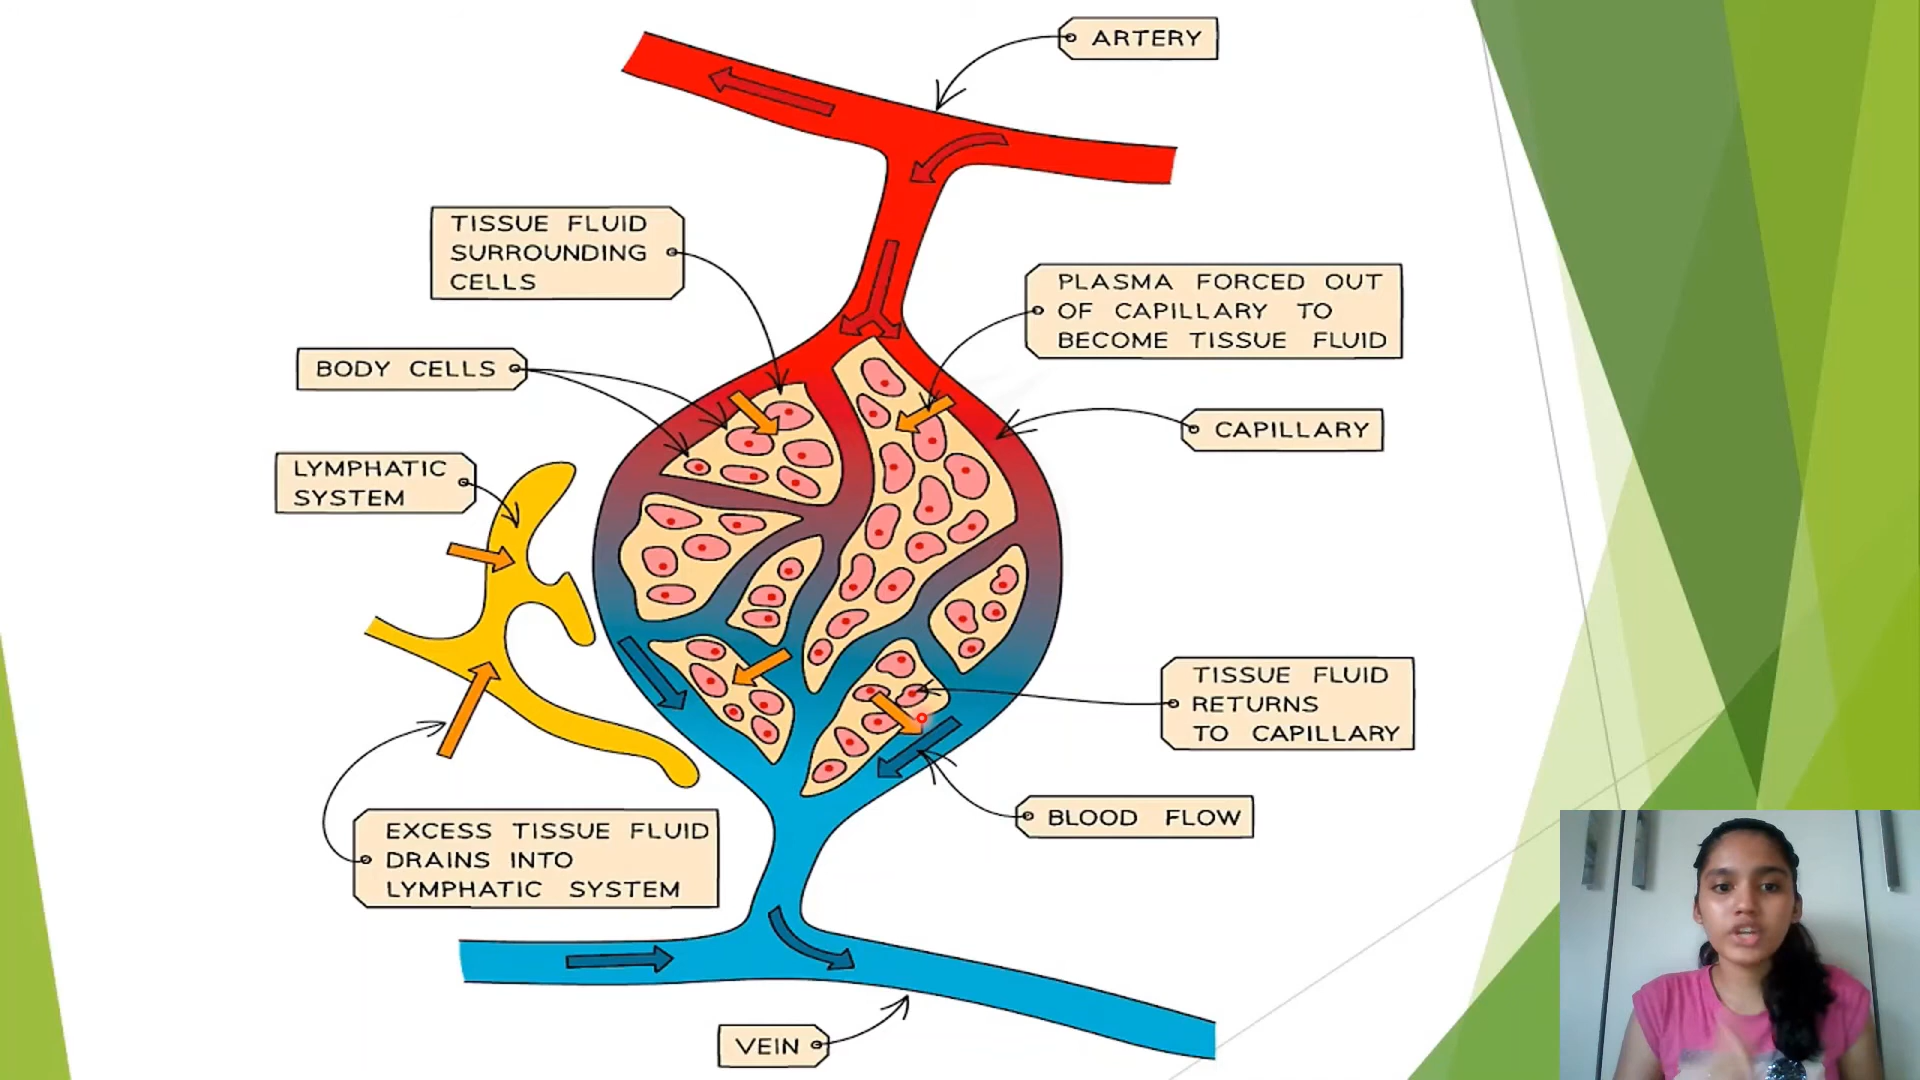 ARTERY
TISSUE FLUID
SURROUNDING
CELLS
PLASMA FORCED OUT
OF CAPILLARY TO
BECOME TISSUE FLUID
BODY CELLS
CAPILLARY
LYMPHATIC
SYSTEM
TISSUE FLUID
RETURNS
TO CAPILLARY
BLOOD FLOW
EXCESS TISSUE FLUID
DRAINS INTO
LYMPHATIC SYSTEM
VEIN